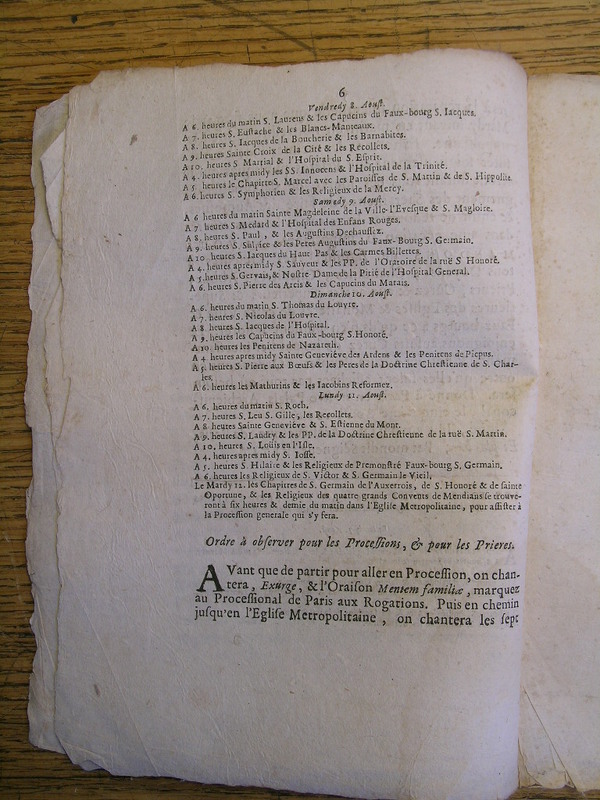 6
Vendredy 8. Aoust.
A 6. heures du matin S. Laurens & les Capucins du Faux-bourg S. Iacques.
A 7. heures S. Eustache & les Blancs-Manteaux.
A 8. heures S. Iacques de la Boucherie & les Barnabites.
A 9. heures Sainte Croix de la Cité & les Recollets.
A 10. heures S. Martial & l'Hospital du S. Esprit.
A 4. heures apres midy les SS. Innocens & l'Hospital de la Trinité.
A 5. heures le Chapitre S. Marcel avec les Paroisses de S. Martin & de S. Hippolite.
A 6. heures S. Symphorien & les Religieux de la Mercy.
Samedy 9. Aoust.
A 6 heures du matin Sainte Magdeleine de la Ville-l'Evesque & S. Magloire.
A 7 heures S. Medard & l'Hospital des Enfans Rouges.
A 8. heures S. Paul, & les Augustins Deschaussez.
A 9. heures S. Sulpice & les Petes Augustins du Faux-Bourg S. Germain.
A 10 heures S. Iacques du Haut Pas & les Carmes Billettes.
A 4. heures aprés midy S. Sauveur & les PP. de l'Oratoire de la ruë S Honoré.
A 5. heures S. Gervais, & Nostre Dame de la Pitié de l'Hospital General.
A 6. heures S. Pierre des Arcis & les Capucins du Marais.
Dimanche 10. Aoust.
A 6. heures du matin S. Thomas du Louvre.
A 7. heures S. Nicolas du Louvre.
A 8 heures S. Iacques de l'Hospital.
A 9. heures les Capucins du Faux-bourg S. Honoré.
A 10. heures les Penitens de Nazareth.
A 4 heures apres midy Sainte Geneviéve des Ardens & les Penitens de Picpus.
A 5. heures S. Pierre aux Bœufs & les Peres de la Doctrine Chrestienne de S. Char-
les.
A 6. heures les Mathurins & les Iacobins Reformez.
Lundy 11. Aoust.
A 6. heures du matin S. Roch.
A 7. heures S. Leu S. Gille, les Recollets.
A 8 heures Sainte Geneviéve & S. Estienne du Mont.
A 9. heures S. Landry & les PP. de la Doctrine Chrestienne de la ruë S. Martin.
A 10. heures S. Louis en l'Isle.
A 4. heures apres midy S. Iosse.
A 5. heures S. Hilaire & les Religieux de Premonstré Faux-bourg S. Germain.
A 6. heures les Religieux de S. Victor & S. Germain le Vieil.
Le Mardy 12. les Chapitres de S. Germain de l'Auxerrois, de S. Honoré & de sainte
Oportune, & les Religieux des quatre grands Convents de Mendians se trouve-
ront à six heures & demie du matin dans l'Eglise Metropolitaine, pour assister à
la Procession generale qui s'y fera.
Ordre à observer pour les Processions, & pour les Prieres.
AVant que de partir pour aller en Procession, on chan-
tera, Exurge, & l'Oraison Mentem familiæ, marquez
au Processional de Paris aux Rogations. Puis en chemin
jusqu'en l'Eglise Metropolitaine, on chantera les sept